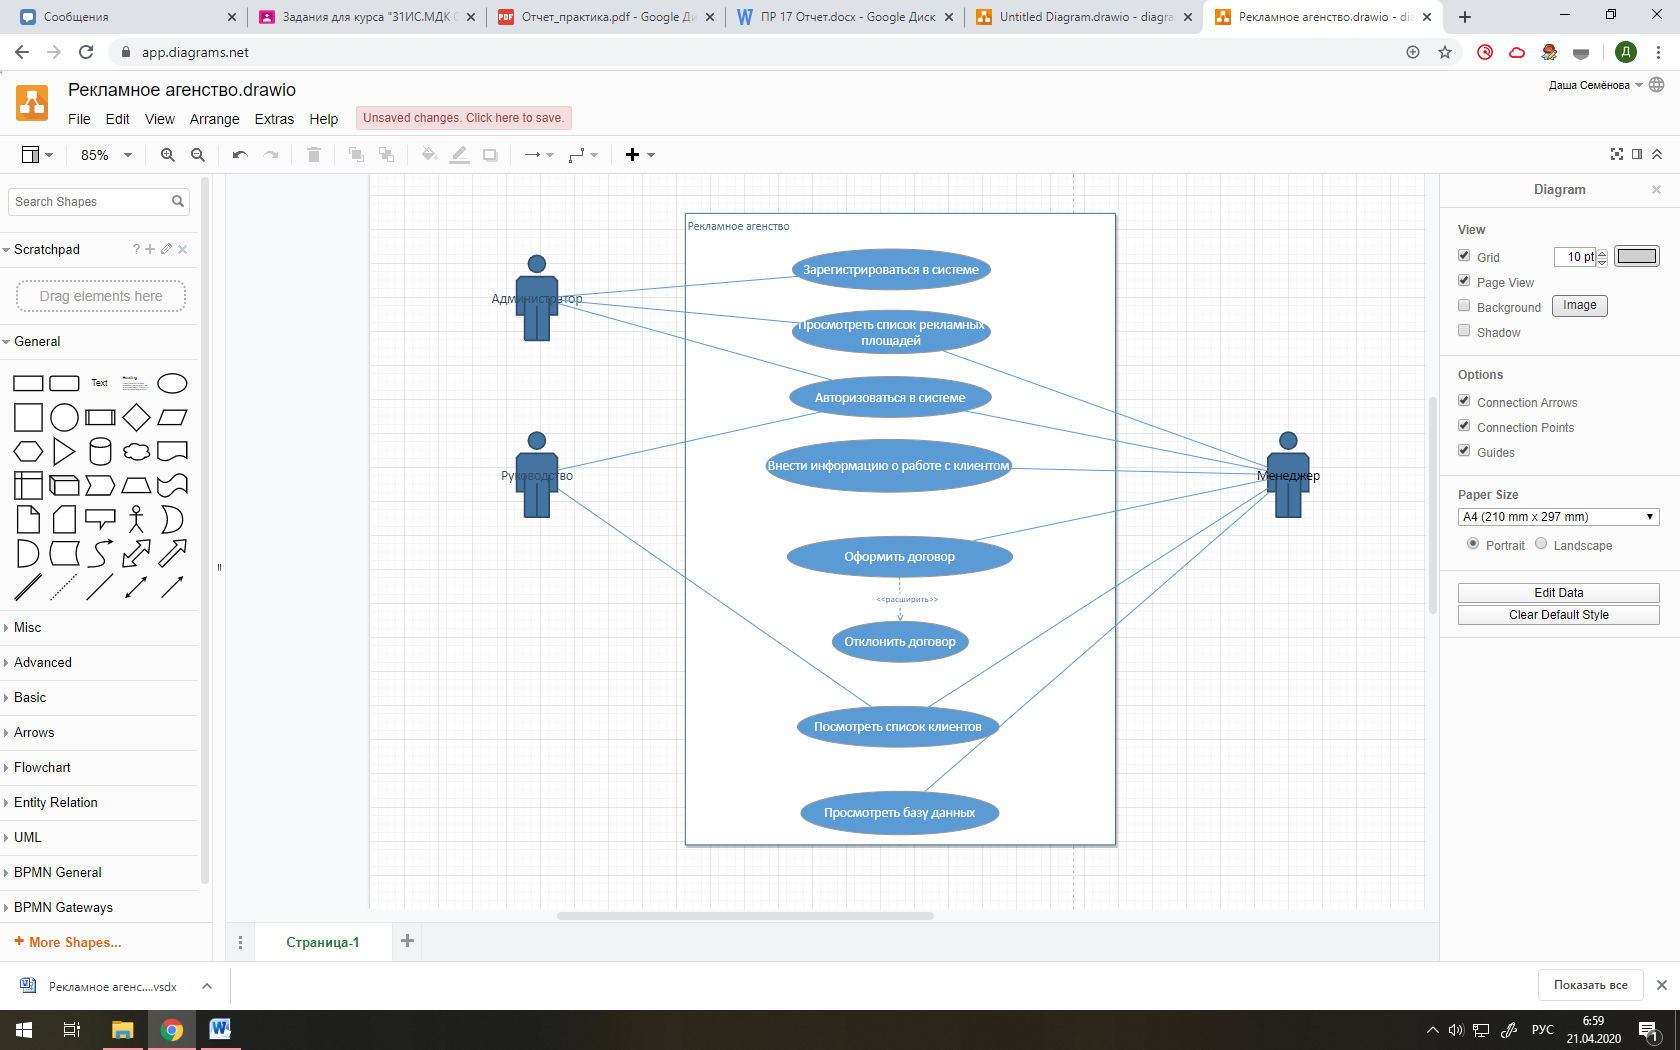 Сообщения
Задания для курса "31ИС.МДК
Отчет_практика.pdf - Google Ди
ПР 17 Отчет.docx - Google Диск
Untitled Diagram.drawio - diagra
Рекламное агенство.drawio - di
app.diagrams.net
Д
Рекламное агенство.drawio
Даша Семёнова
File Edit View Arrange Extras Help
Unsaved changes. Click here to save.
85%
Search Shapes
Scratchpad
?
Drag elements here
General
Text
Heading
Misc
Advanced
Basic
Arrows
Flowchart
Entity Relation
UML
BPMN General
BPMN Gateways
+ More Shapes...
Рекламное агенство
Администратор
Руководство
Менеджер
Зарегистрироваться в системе
Просмотреть список рекламных
площадей
Авторизоваться в системе
Внести информацию о работе с клиентом
Оформить договор
<<расширить>>
Отклонить договор
Посмотреть список клиентов
Просмотреть базу данных
Diagram
View
Grid
10 pt
Page View
Background
Image
Shadow
Options
Connection Arrows
Connection Points
Guides
Paper Size
A4 (210 mm x 297 mm)
Portrait Landscape
Edit Data
Clear Default Style
Страница-1
Рекламное агенс....vsdx
Показать все
РУС
6:59
21.04.2020
1